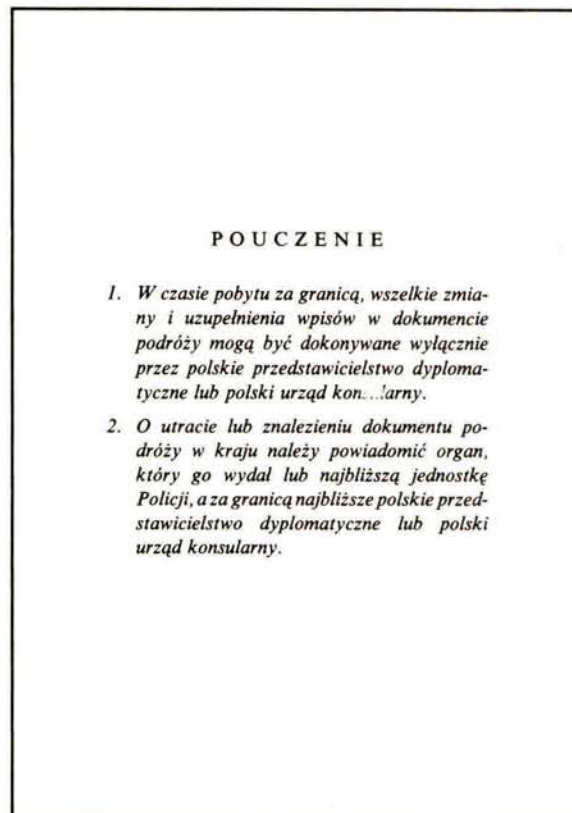 POUCZENIE
1. W czasie pobytu za granicą, wszelkie zmia-
ny i uzupełnienia wpisów w dokumencie
podróży mogą być dokonywane wyłącznie
przez polskie przedstawicielstwo dyploma-
tyczne lub polski urząd kon...larny.
2. O utracie lub znalezieniu dokumentu po-
dróży w kraju należy powiadomić organ,
który go wydał lub najbliższą jednostkę
Policji, a za granicą najbliższe polskie przed-
stawicielstwo dyplomatyczne lub polski
urząd konsularny.